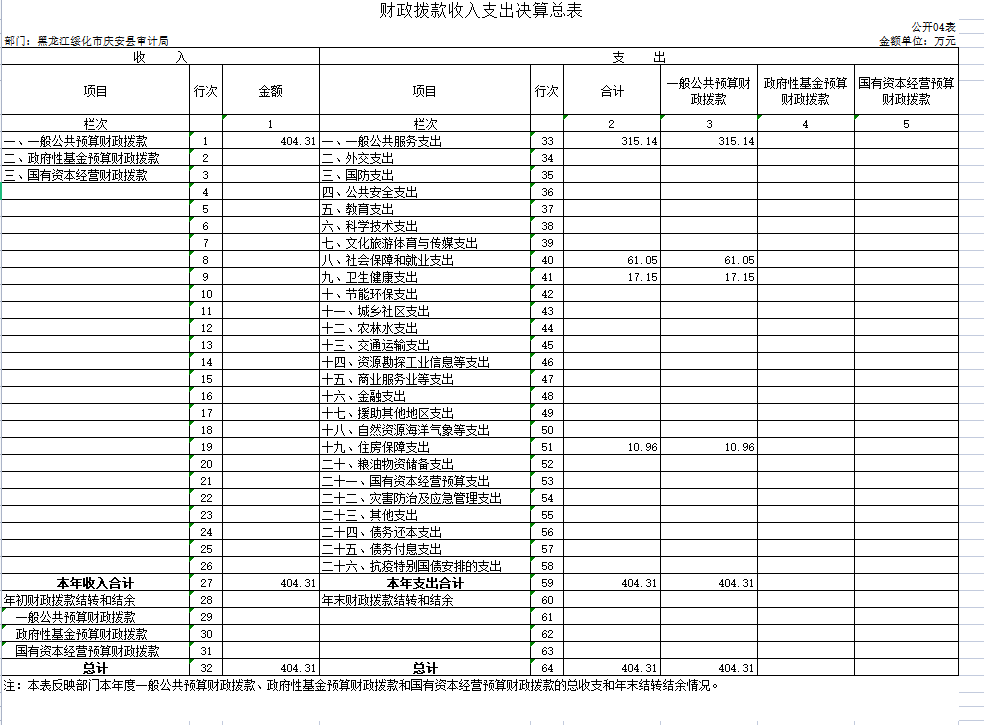 财政拨款收入支出决算总表
公开04表
部门：黑龙江绥化市庆安县审计局 金额单位：万元
收 入 支 出
项目 行次 金额 项目 行次 合计 一般公共预算财政拨款 政府性基金预算财政拨款 国有资本经营预算财政拨款
栏次 1 栏次 2 3 4 5
一、一般公共预算财政拨款 1 404.31 一、一般公共服务支出 33 315.14 315.14
二、政府性基金预算财政拨款 2 二、外交支出 34
三、国有资本经营财政拨款 3 三、国防支出 35
4 四、公共安全支出 36
5 五、教育支出 37
6 六、科学技术支出 38
7 七、文化旅游体育与传媒支出 39
8 八、社会保障和就业支出 40 61.05 61.05
9 九、卫生健康支出 41 17.15 17.15
10 十、节能环保支出 42
11 十一、城乡社区支出 43
12 十二、农林水支出 44
13 十三、交通运输支出 45
14 十四、资源勘探工业信息等支出 46
15 十五、商业服务业等支出 47
16 十六、金融支出 48
17 十七、援助其他地区支出 49
18 十八、自然资源海洋气象等支出 50
19 十九、住房保障支出 51 10.96 10.96
20 二十、粮油物资储备支出 52
21 二十一、国有资本经营预算支出 53
22 二十二、灾害防治及应急管理支出 54
23 二十三、其他支出 55
24 二十四、债务还本支出 56
25 二十五、债务付息支出 57
26 二十六、抗疫特别国债安排的支出 58
本年收入合计 27 404.31 本年支出合计 59 404.31 404.31
年初财政拨款结转和结余 28 年末财政拨款结转和结余 60
一般公共预算财政拨款 29 61
政府性基金预算财政拨款 30 62
国有资本经营预算财政拨款 31 63
总计 32 404.31 总计 64 404.31 404.31
注：本表反映部门本年度一般公共预算财政拨款、政府性基金预算财政拨款和国有资本经营预算财政拨款的总收支和年末结转结余情况。